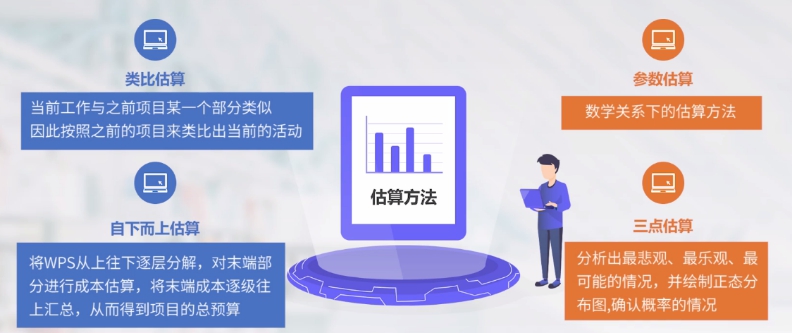 类比估算
当前工作与之前项目某一个部分类似
因此按照之前的项目来类比出当前的活动
自下而上估算
将WPS从上往下逐层分解，对末端部
分进行成本估算，将末端成本逐级往
上汇总，从而得到项目的总预算
估算方法
参数估算
数学关系下的估算方法
三点估算
分析出最悲观、最乐观、最
可能的情况，并绘制正态分
布图,确认概率的情况